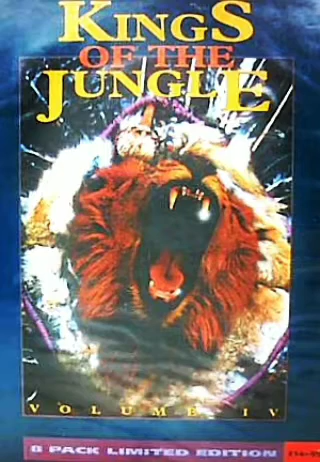 KINGS
OF THE
JUNGLE
VOLUME IV
8 PACK LIMITED EDITION